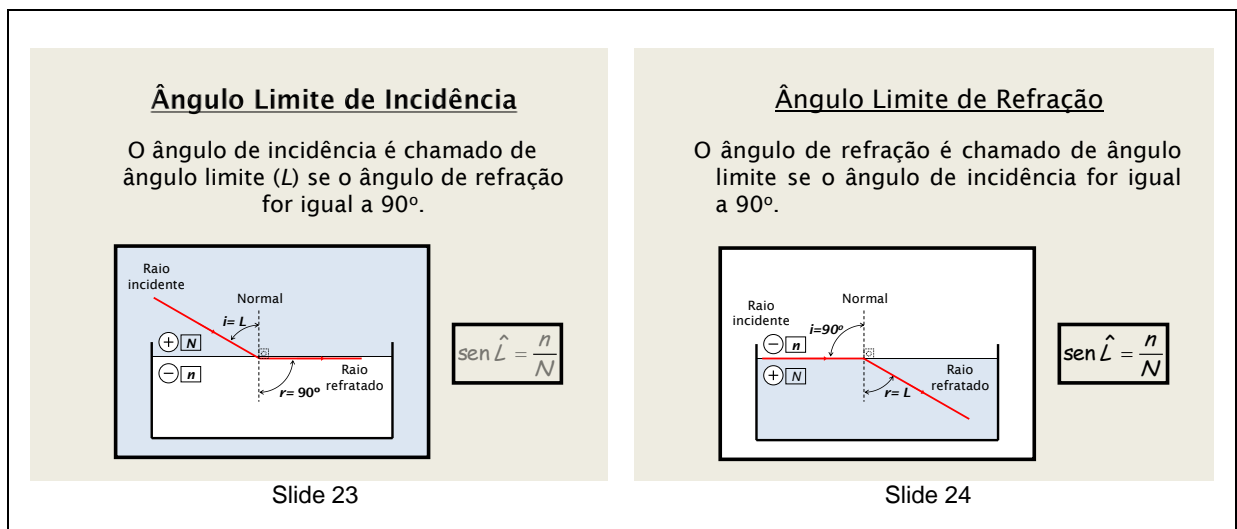 Ângulo Limite de Incidência
O ângulo de incidência é chamado de
ângulo limite (L) se o ângulo de refração
for igual a 90º.
Raio
incidente
Normal
i= L
+ N
− n
Raio
refratado
r= 90º
sen L̂ = n/N
Slide 23
Ângulo Limite de Refração
O ângulo de refração é chamado de ângulo
limite se o ângulo de incidência for igual
a 90º.
Raio
incidente
Normal
i=90º
− n
+ N
Raio
refratado
r= L
sen L̂ = n/N
Slide 24